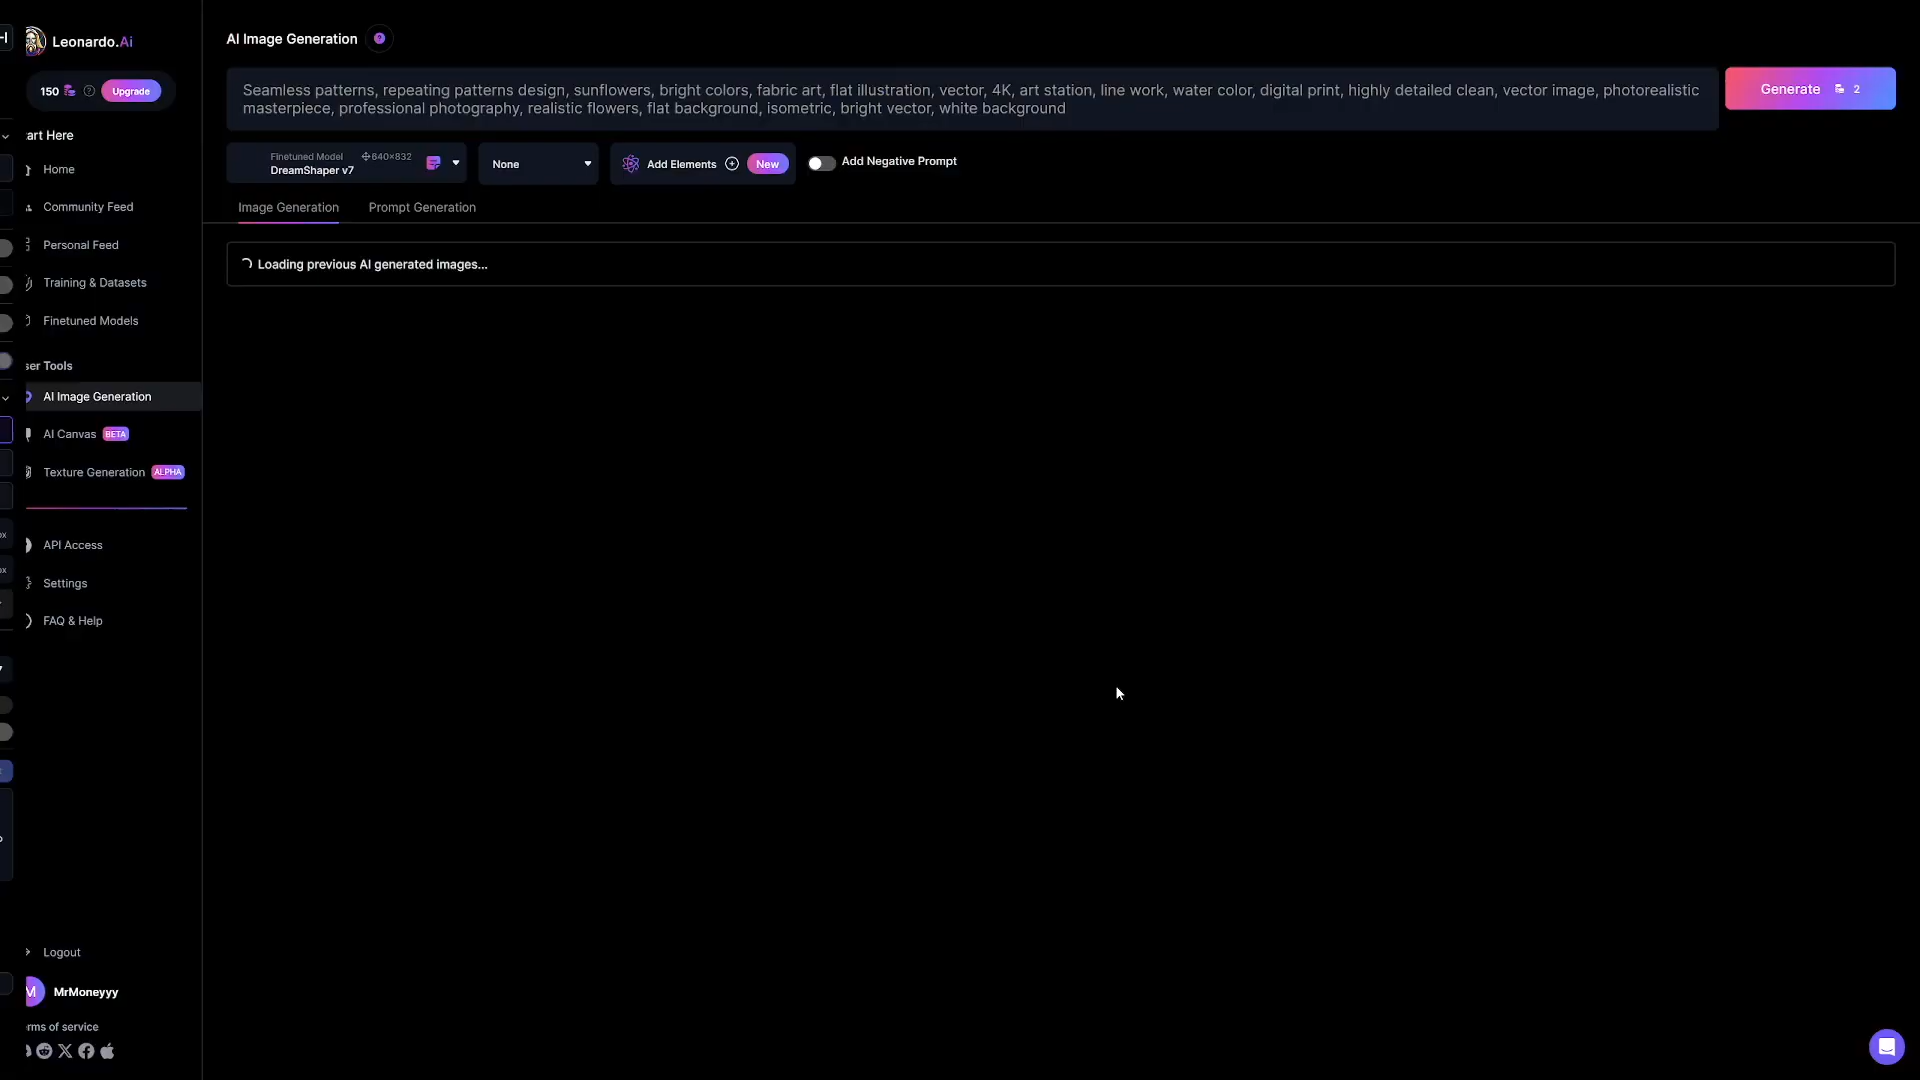 Leonardo.Ai
150 Upgrade
art Here
Home
Community Feed
Personal Feed
Training & Datasets
Finetuned Models
ser Tools
AI Image Generation
AI Canvas BETA
Texture Generation ALPHA
API Access
Settings
FAQ & Help
Logout
M MrMoneyyy
rms of service
AI Image Generation
Seamless patterns, repeating patterns design, sunflowers, bright colors, fabric art, flat illustration, vector, 4K, art station, line work, water color, digital print, highly detailed clean, vector image, photorealistic
masterpiece, professional photography, realistic flowers, flat background, isometric, bright vector, white background
Generate 2
Finetuned Model 640×832
DreamShaper v7
None
Add Elements New
Add Negative Prompt
Image Generation Prompt Generation
Loading previous AI generated images...